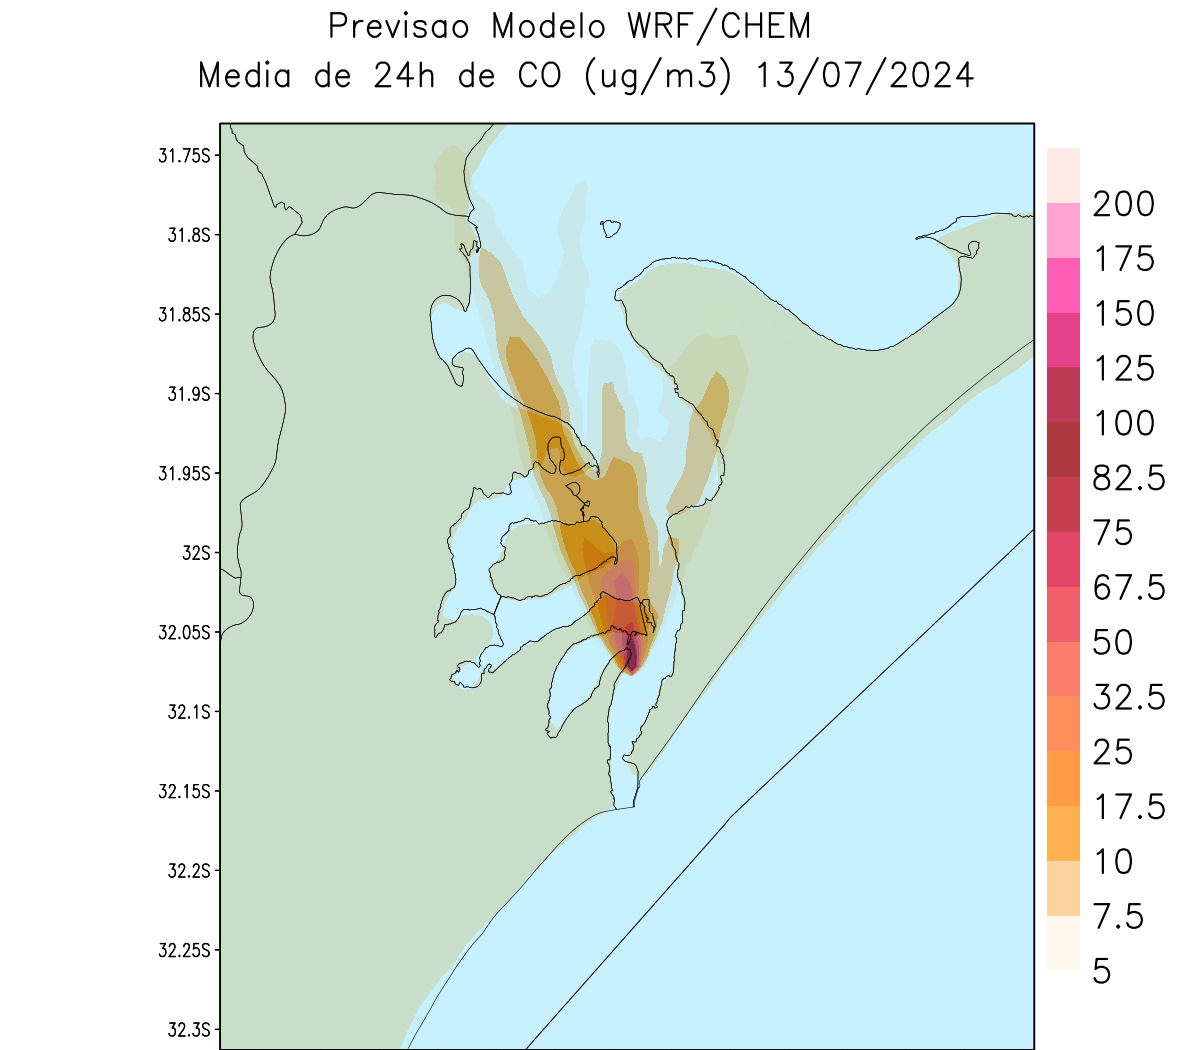 Previsao Modelo WRF/CHEM
Media de 24h de CO (ug/m3) 13/07/2024
31.75S
31.8S
31.85S
31.9S
31.95S
32S
32.05S
32.1S
32.15S
32.2S
32.25S
32.3S
200
175
150
125
100
82.5
75
67.5
50
32.5
25
17.5
10
7.5
5